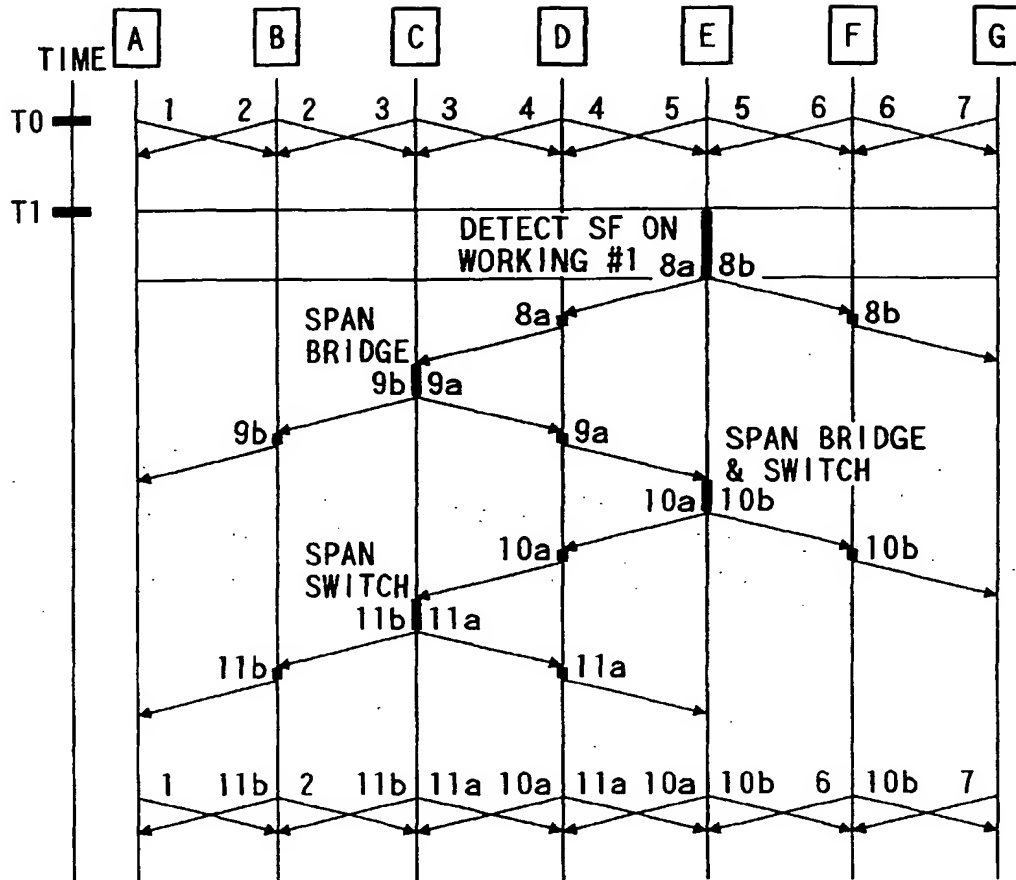 A B C D E F G
TIME
T0 1 2 2 3 3 4 4 5 5 6 6 7
T1
DETECT SF ON
WORKING #1 8a 8b
8a 8b
SPAN
BRIDGE
9b 9a
9b 9a
SPAN BRIDGE
& SWITCH
10a 10b
10a 10b
SPAN
SWITCH
11b 11a
11b 11a
1 11b 2 11b 11a 10a 11a 10a 10b 6 10b 7